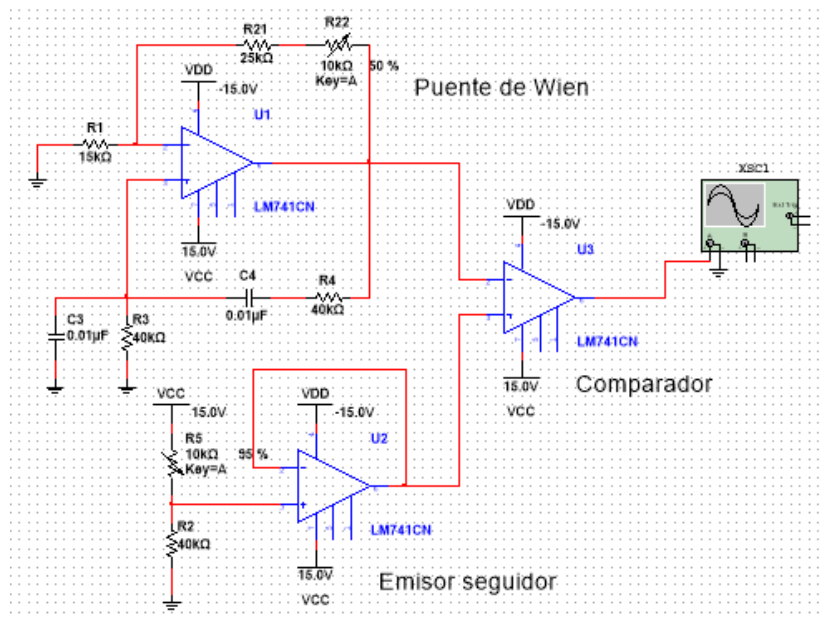 R21
25kΩ
R22
10kΩ 50 %
Key=A
Puente de Wien
VDD
-15.0V
U1
R1
15kΩ
LM741CN
15.0V
VCC
XSC1
VDD
-15.0V
U3
C4
0.01µF
R4
40kΩ
C3
0.01µF
R3
40kΩ
LM741CN
15.0V
VCC
Comparador
VCC
15.0V
VDD
-15.0V
R5
10kΩ 95 %
Key=A
U2
R2
40kΩ
LM741CN
15.0V
VCC
Emisor seguidor